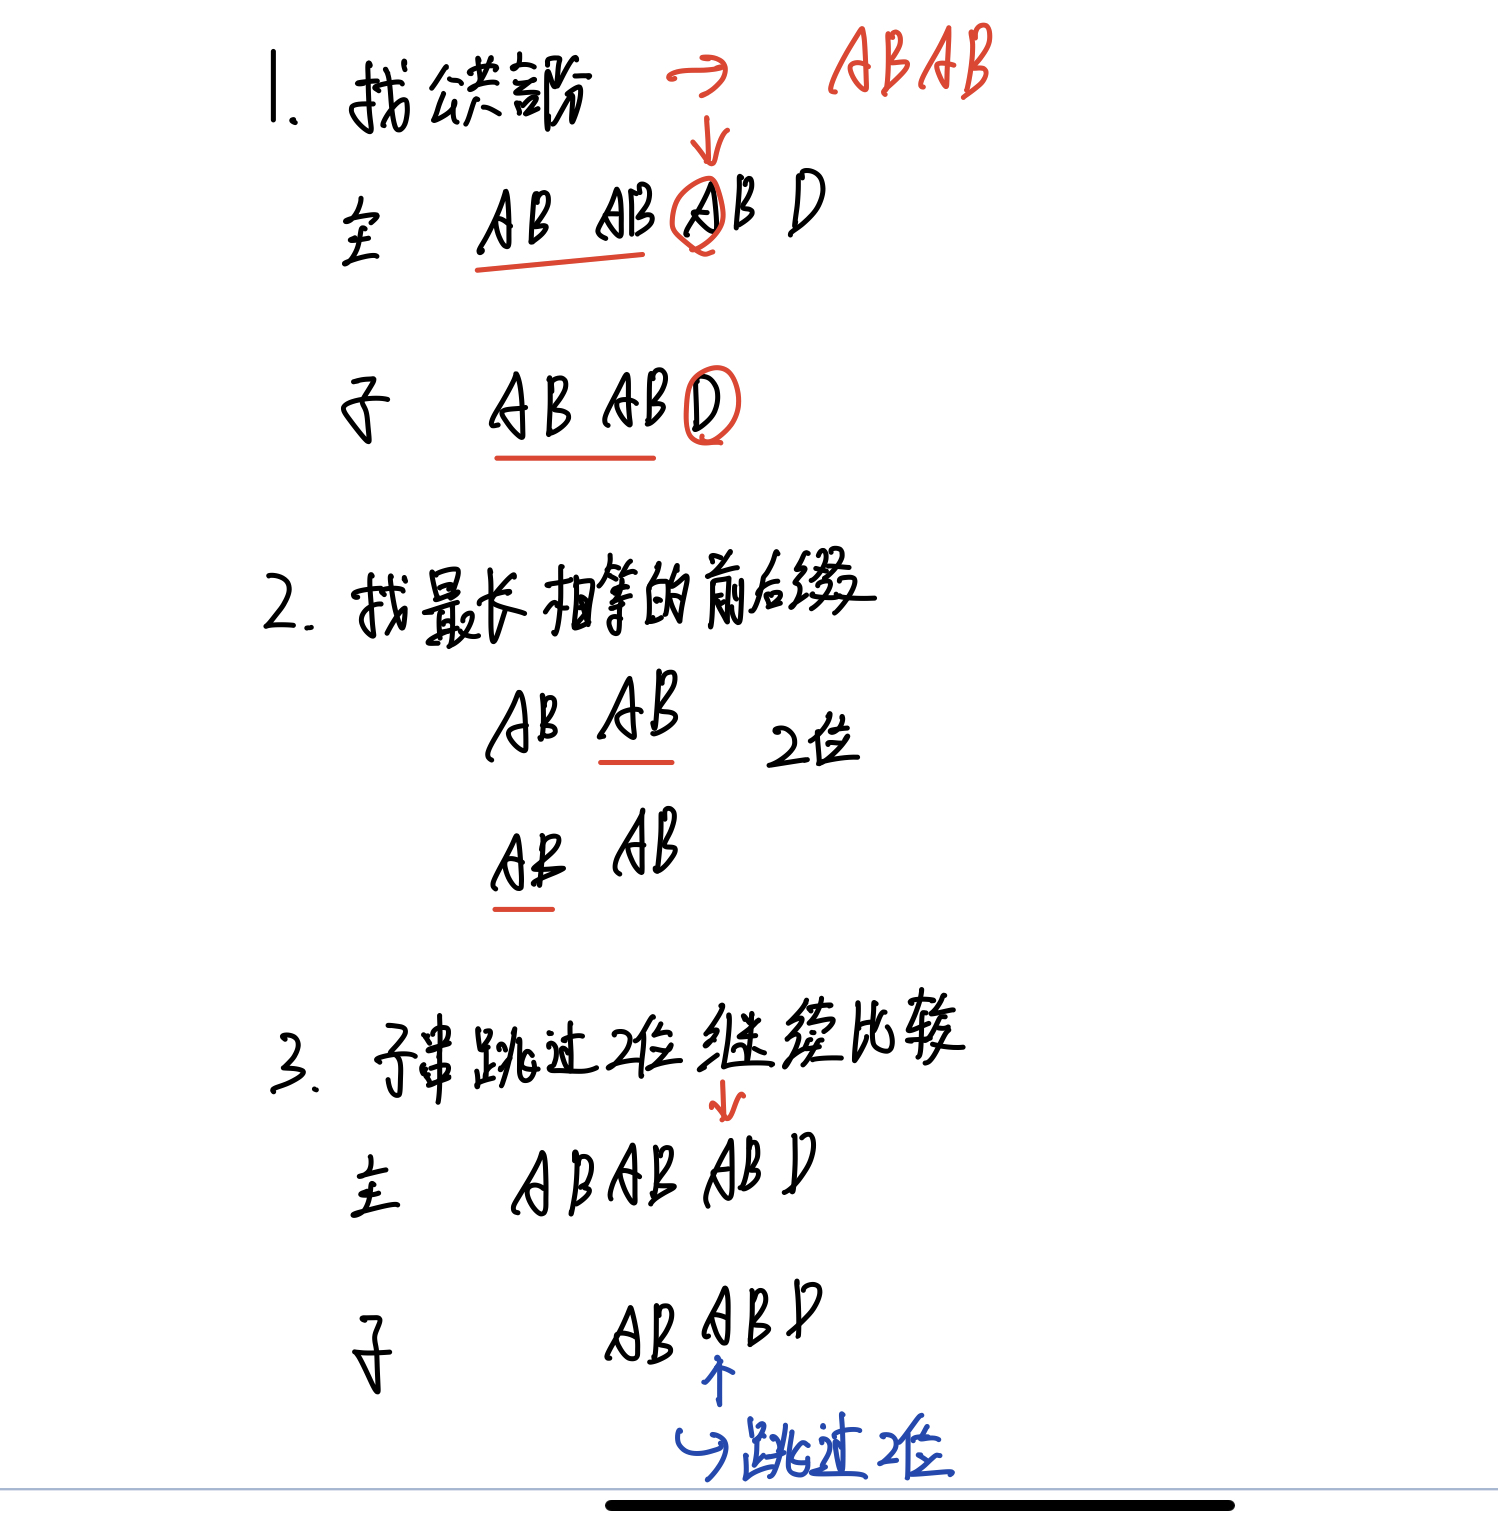 1. 找公共部分 → ABAB
↓
主 AB AB AB D
子 AB AB D
2. 找最长相等的前后缀
AB AB 2位
AB AB
3. 子串跳过2位继续比较
↓
主 AB AB AB D
子 AB AB D
↑
跳过2位